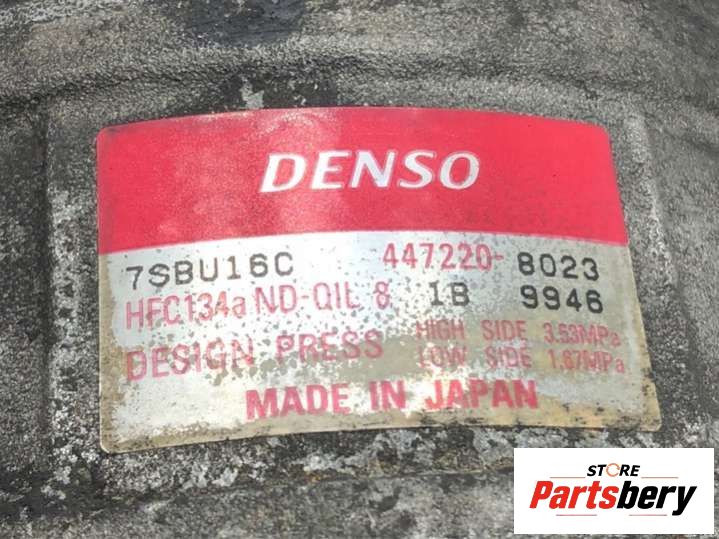 DENSO
7SBU16C 447220-8023
HFC134a ND-OIL 8 1B 9946
DESIGN PRESS HIGH SIDE 3.53MPa
LOW SIDE 1.67MPa
MADE IN JAPAN
STORE
Partsbery